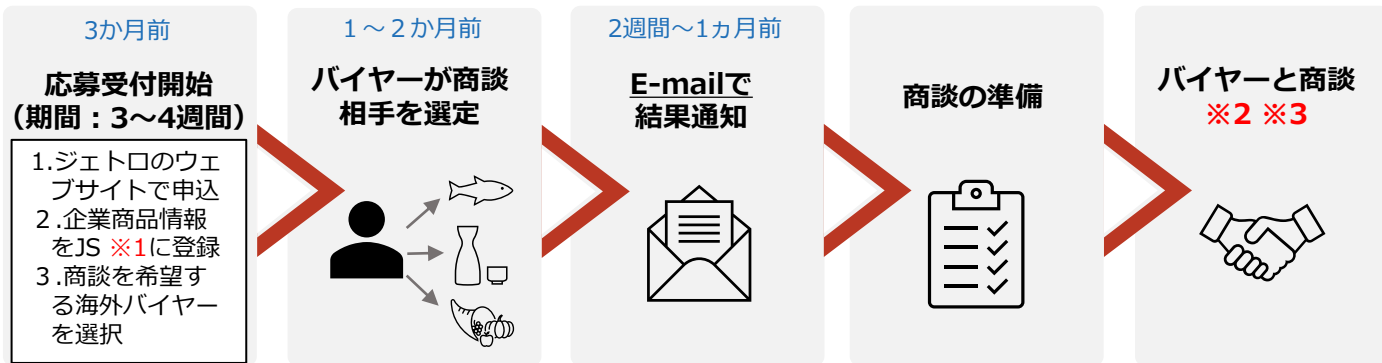 3か月前
応募受付開始
（期間：3～4週間）
1.ジェトロのウェ
ブサイトで申込
２.企業商品情報
をJS ※1に登録
３.商談を希望す
る海外バイヤー
を選択
１～２か月前
バイヤーが商談
相手を選定
2週間～1ヵ月前
E-mailで
結果通知
商談の準備
バイヤーと商談
※2 ※3